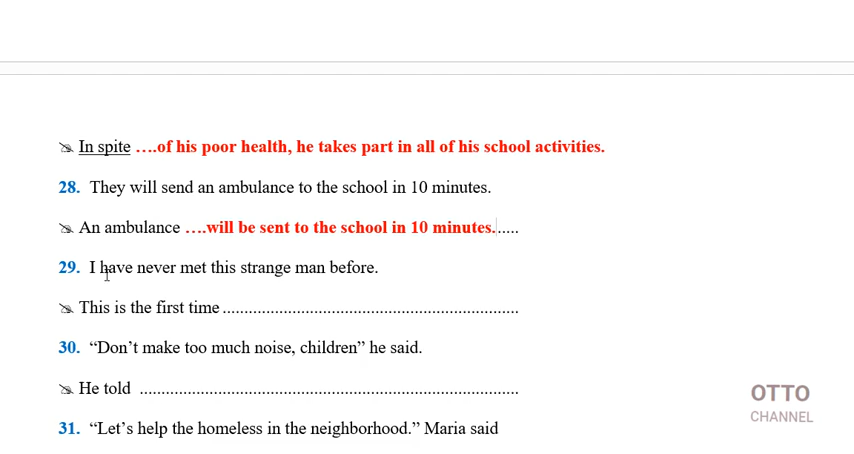 In spite ….of his poor health, he takes part in all of his school activities.
28. They will send an ambulance to the school in 10 minutes.
An ambulance ….will be sent to the school in 10 minutes......
29. I have never met this strange man before.
This is the first time ....................................................................
30. “Don’t make too much noise, children” he said.
He told .......................................................................................
31. “Let’s help the homeless in the neighborhood.” Maria said
OTTO
CHANNEL